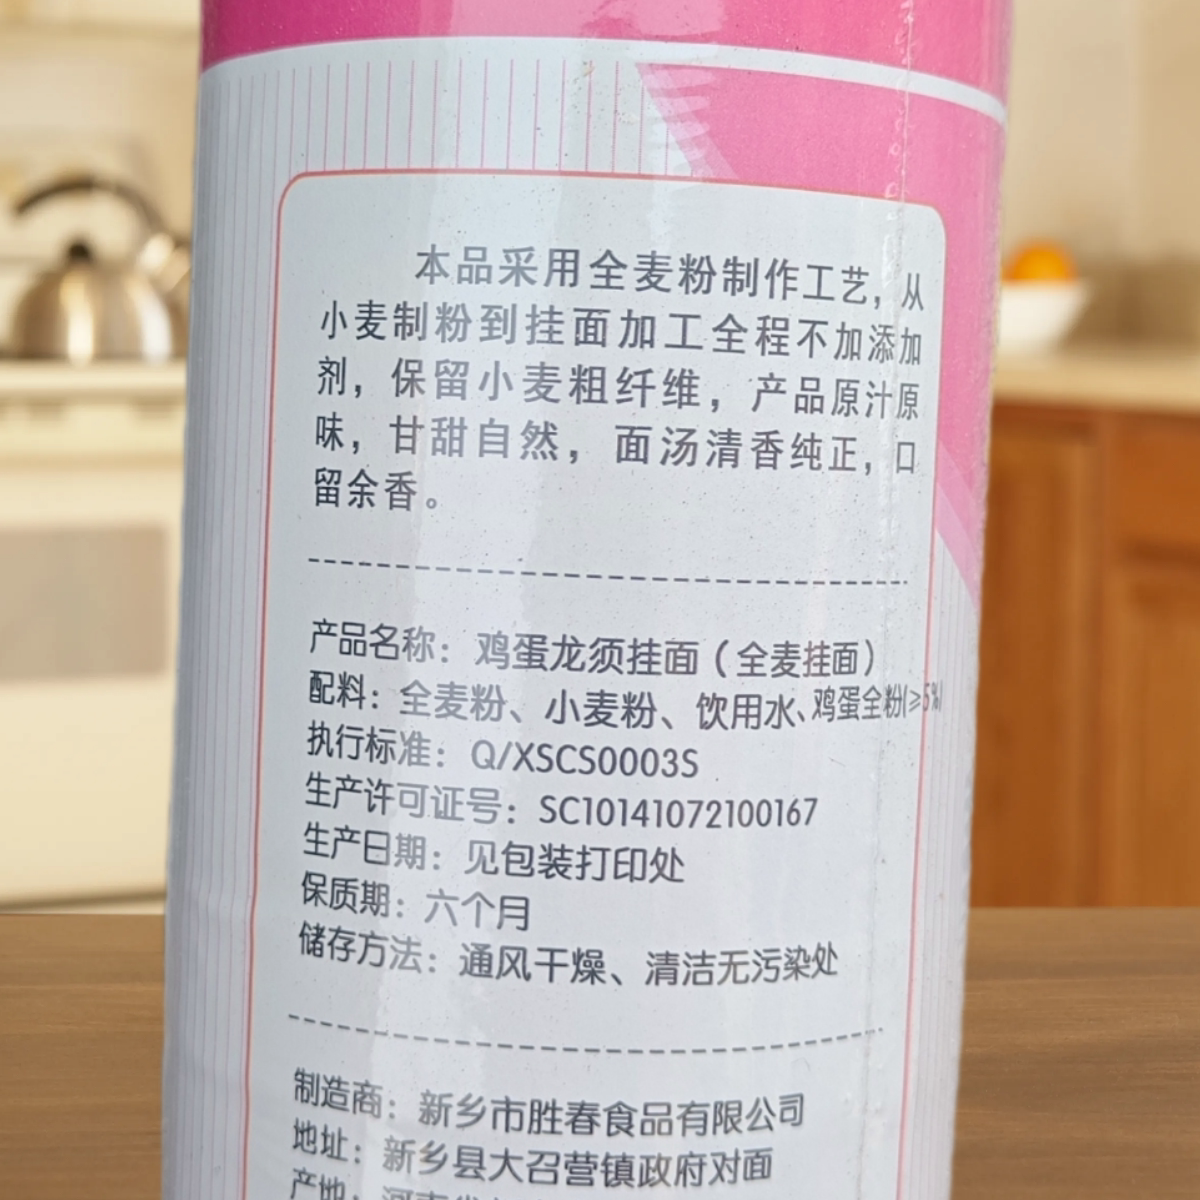 本品采用全麦粉制作工艺，从
小麦制粉到挂面加工全程不加添加
剂，保留小麦粗纤维，产品原汁原
味，甘甜自然，面汤清香纯正，口
留余香。
产品名称：鸡蛋龙须挂面（全麦挂面）
配料：全麦粉、小麦粉、饮用水、鸡蛋全粉(≥5%)
执行标准：Q/XSCS0003S
生产许可证号：SC10141072100167
生产日期：见包装打印处
保质期：六个月
储存方法：通风干燥、清洁无污染处
制造商：新乡市胜春食品有限公司
地址：新乡县大召营镇政府对面
产地：河南省